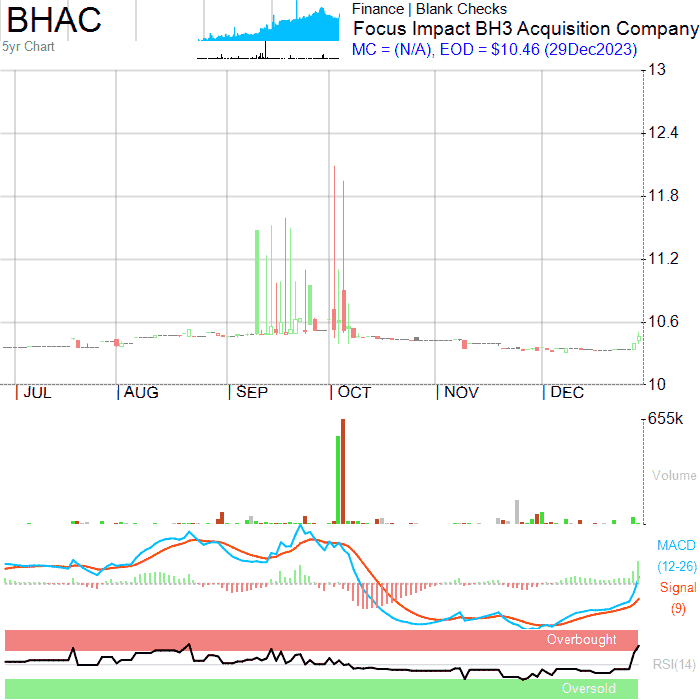 BHAC
5yr Chart
Finance | Blank Checks
Focus Impact BH3 Acquisition Company
MC = (N/A), EOD = $10.46 (29Dec2023)
13
12.4
11.8
11.2
10.6
10
JUL AUG SEP OCT NOV DEC
655k
Volume
MACD
(12-26)
Signal
(9)
Overbought
RSI(14)
Oversold